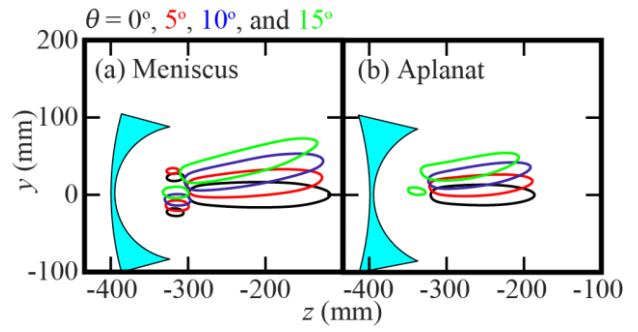 θ = 0°, 5°, 10°, and 15°
(a) Meniscus
(b) Aplanat
200
100
0
-100
y (mm)
-400 -300 -200 -400 -300 -200 -100
z (mm)